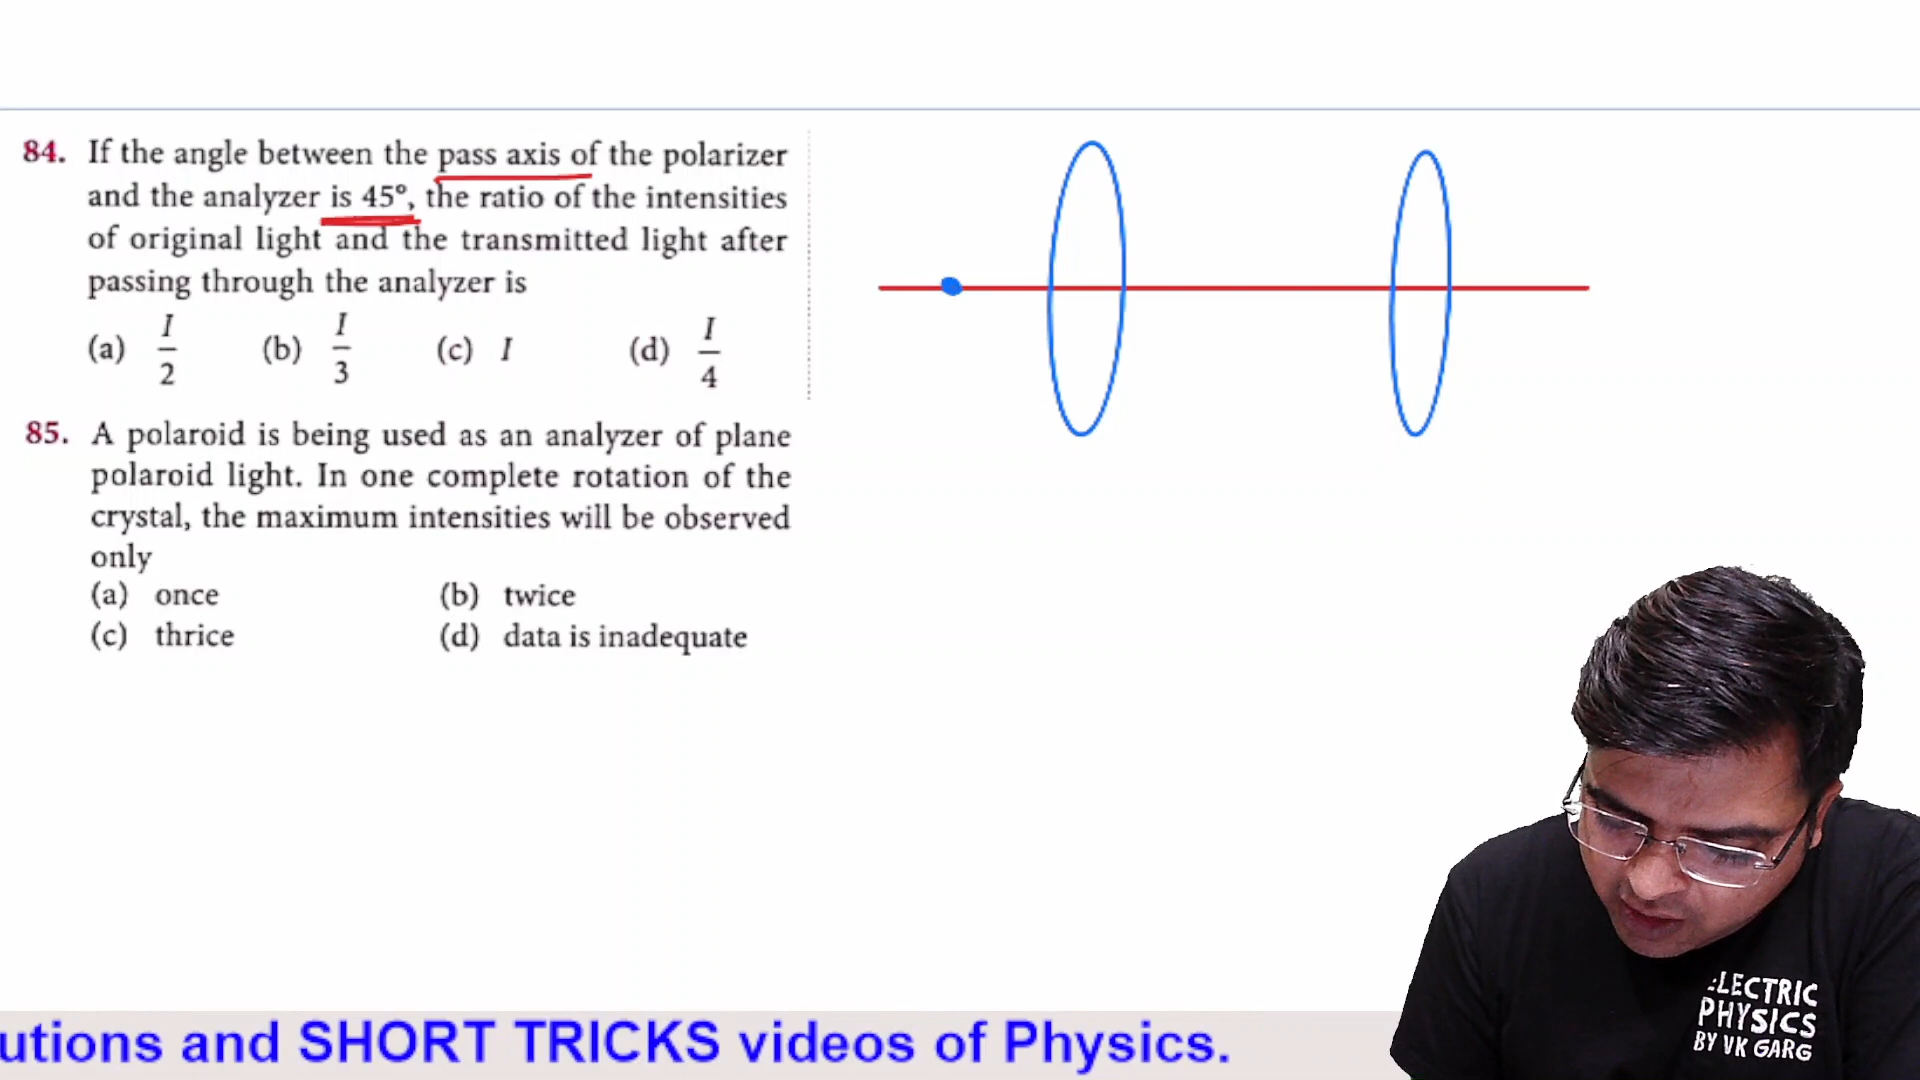 84. If the angle between the pass axis of the polarizer
and the analyzer is 45°, the ratio of the intensities
of original light and the transmitted light after
passing through the analyzer is
(a) I/2 (b) I/3 (c) I (d) I/4
85. A polaroid is being used as an analyzer of plane
polaroid light. In one complete rotation of the
crystal, the maximum intensities will be observed
only
(a) once (b) twice
(c) thrice (d) data is inadequate
LECTRIC
PHYSICS
BY VK GARG
utions and SHORT TRICKS videos of Physics.